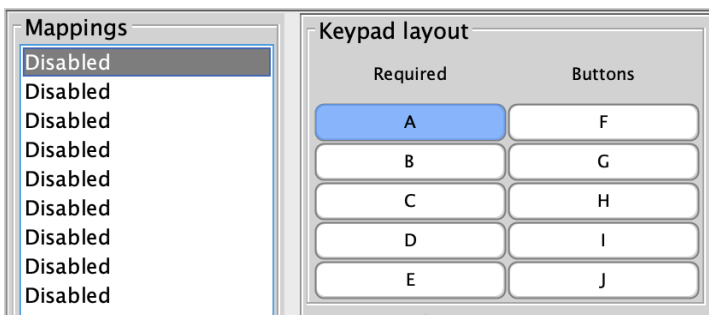 Mappings
Disabled
Disabled
Disabled
Disabled
Disabled
Disabled
Disabled
Disabled
Disabled
Keypad layout
Required Buttons
A F
B G
C H
D I
E J